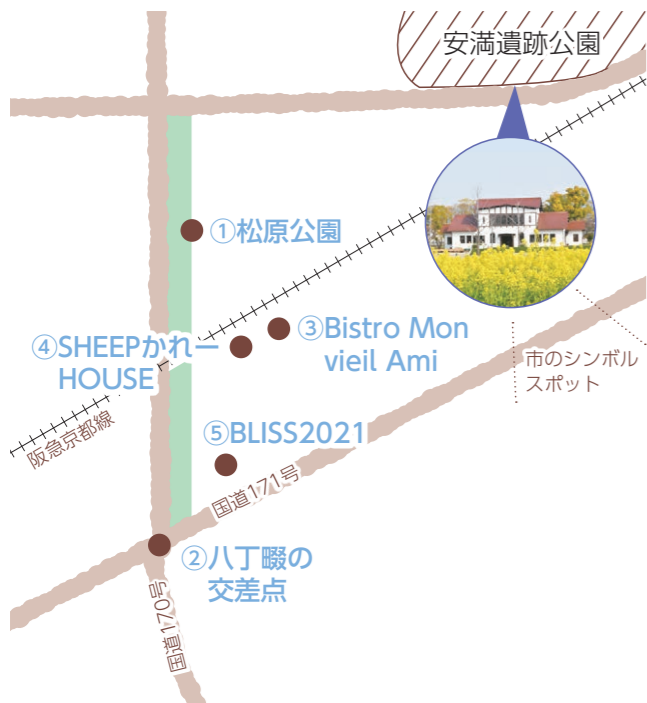 安満遺跡公園
①松原公園
③Bistro Mon
vieil Ami
④SHEEPかれー
HOUSE
市のシンボル
スポット
阪急京都線
⑤BLISS2021
国道171号
②八丁畷の
交差点
国道170号